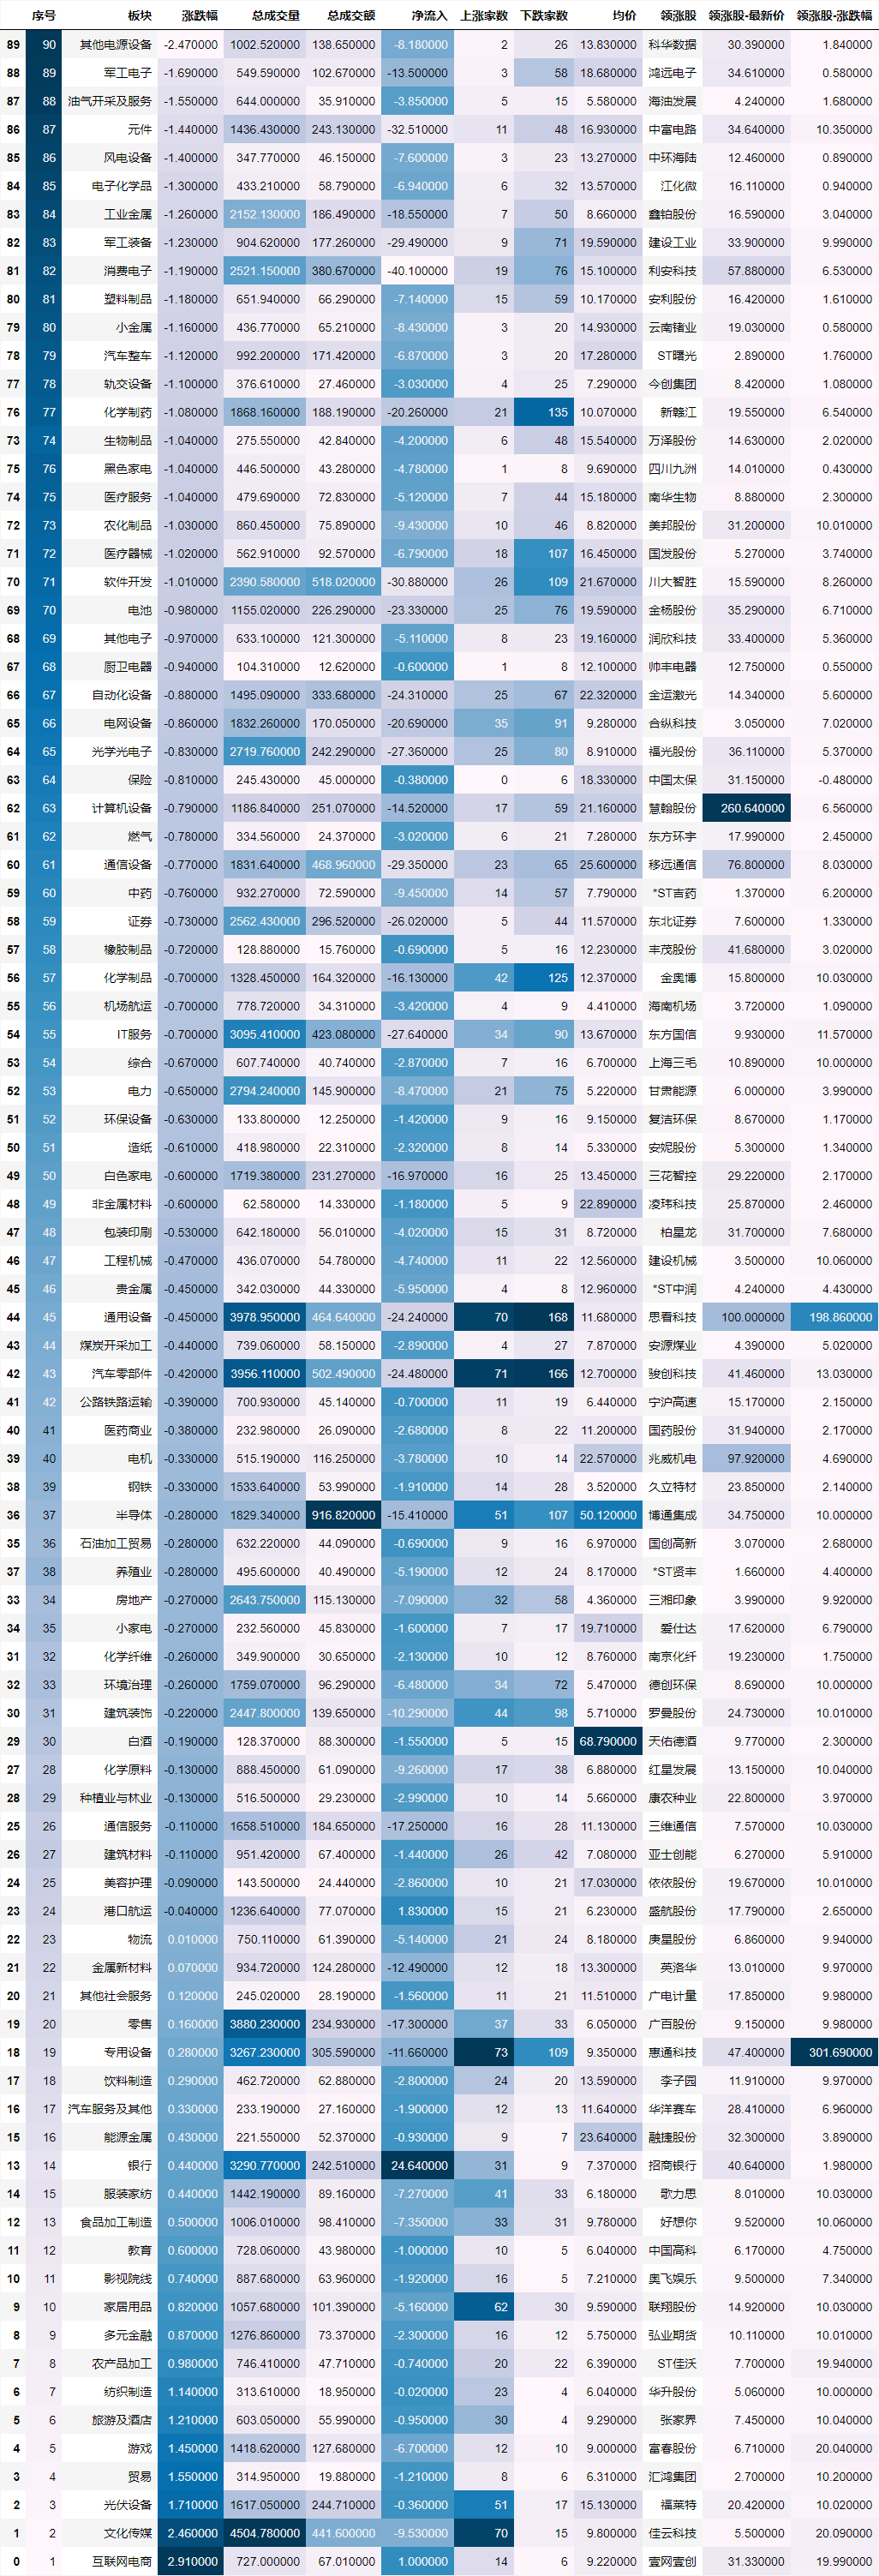 序号 板块 涨跌幅 总成交量 总成交额 净流入 上涨家数 下跌家数 均价 领涨股 领涨股-最新价 领涨股-涨跌幅
89 90 其他电源设备 -2.470000 1002.520000 138.650000 -8.180000 2 26 13.830000 科华数据 30.390000 1.840000
88 89 军工电子 -1.690000 549.590000 102.670000 -13.500000 3 58 18.680000 鸿远电子 34.610000 0.580000
87 88 油气开采及服务 -1.550000 644.000000 35.910000 -3.850000 5 15 5.580000 海油发展 4.240000 1.680000
86 87 元件 -1.440000 1436.430000 243.130000 -32.510000 11 48 16.930000 中富电路 34.640000 10.350000
85 86 风电设备 -1.400000 347.770000 46.150000 -7.600000 3 23 13.270000 中环海陆 12.460000 0.890000
84 85 电子化学品 -1.300000 433.210000 58.790000 -6.940000 6 32 13.570000 江化微 16.110000 0.940000
83 84 工业金属 -1.260000 2152.130000 186.490000 -18.550000 7 50 8.660000 鑫铂股份 16.590000 3.040000
82 83 军工装备 -1.230000 904.620000 177.260000 -29.490000 9 71 19.590000 建设工业 33.900000 9.990000
81 82 消费电子 -1.190000 2521.150000 380.670000 -40.100000 19 76 15.100000 利安科技 57.880000 6.530000
80 81 塑料制品 -1.180000 651.940000 66.290000 -7.140000 15 59 10.170000 安利股份 16.420000 1.610000
79 80 小金属 -1.160000 436.770000 65.210000 -8.430000 3 20 14.930000 云南锗业 19.030000 0.580000
78 79 汽车整车 -1.120000 992.200000 171.420000 -6.870000 3 20 17.280000 ST曙光 2.890000 1.760000
77 78 轨交设备 -1.100000 376.610000 27.460000 -3.030000 4 25 7.290000 今创集团 8.420000 1.080000
76 77 化学制药 -1.080000 1868.160000 188.190000 -20.260000 21 135 10.070000 新赣江 19.550000 6.540000
73 74 生物制品 -1.040000 275.550000 42.840000 -4.200000 6 48 15.540000 万泽股份 14.630000 2.020000
75 76 黑色家电 -1.040000 446.500000 43.280000 -4.780000 1 8 9.690000 四川九洲 14.010000 0.430000
74 75 医疗服务 -1.040000 479.690000 72.830000 -5.120000 7 44 15.180000 南华生物 8.880000 2.300000
72 73 农化制品 -1.030000 860.450000 75.890000 -9.430000 10 46 8.820000 美邦股份 31.200000 10.010000
71 72 医疗器械 -1.020000 562.910000 92.570000 -6.790000 18 107 16.450000 国发股份 5.270000 3.740000
70 71 软件开发 -1.010000 2390.580000 518.020000 -30.880000 26 109 21.670000 川大智胜 15.590000 8.260000
69 70 电池 -0.980000 1155.020000 226.290000 -23.330000 25 76 19.590000 金杨股份 35.290000 6.710000
68 69 其他电子 -0.970000 633.100000 121.300000 -5.110000 8 23 19.160000 润欣科技 33.400000 5.360000
67 68 厨卫电器 -0.940000 104.310000 12.620000 -0.600000 1 8 12.100000 帅丰电器 12.750000 0.550000
66 67 自动化设备 -0.880000 1495.090000 333.680000 -24.310000 25 67 22.320000 金运激光 14.340000 5.600000
65 66 电网设备 -0.860000 1832.260000 170.050000 -20.690000 35 91 9.280000 合纵科技 3.050000 7.020000
64 65 光学光电子 -0.830000 2719.760000 242.290000 -27.360000 25 80 8.910000 福光股份 36.110000 5.370000
63 64 保险 -0.810000 245.430000 45.000000 -0.380000 0 6 18.330000 中国太保 31.150000 -0.480000
62 63 计算机设备 -0.790000 1186.840000 251.070000 -14.520000 17 59 21.160000 慧翰股份 260.640000 6.560000
61 62 燃气 -0.780000 334.560000 24.370000 -3.020000 6 21 7.280000 东方环宇 17.990000 2.450000
60 61 通信设备 -0.770000 1831.640000 468.960000 -29.350000 23 65 25.600000 移远通信 76.800000 8.030000
59 60 中药 -0.760000 932.270000 72.590000 -9.450000 14 57 7.790000 *ST吉药 1.370000 6.200000
58 59 证券 -0.730000 2562.430000 296.520000 -26.020000 5 44 11.570000 东北证券 7.600000 1.330000
57 58 橡胶制品 -0.720000 128.880000 15.760000 -0.690000 5 16 12.230000 丰茂股份 41.680000 3.020000
56 57 化学制品 -0.700000 1328.450000 164.320000 -16.130000 42 125 12.370000 金奥博 15.800000 10.030000
55 56 机场航运 -0.700000 778.720000 34.310000 -3.420000 4 9 4.410000 海南机场 3.720000 1.090000
54 55 IT服务 -0.700000 3095.410000 423.080000 -27.640000 34 90 13.670000 东方国信 9.930000 11.570000
53 54 综合 -0.670000 607.740000 40.740000 -2.870000 7 16 6.700000 上海三毛 10.890000 10.000000
52 53 电力 -0.650000 2794.240000 145.900000 -8.470000 21 75 5.220000 甘肃能源 6.000000 3.990000
51 52 环保设备 -0.630000 133.800000 12.250000 -1.420000 9 16 9.150000 复洁环保 8.670000 1.170000
50 51 造纸 -0.610000 418.980000 22.310000 -2.320000 8 14 5.330000 安妮股份 5.300000 1.340000
49 50 白色家电 -0.600000 1719.380000 231.270000 -16.970000 16 25 13.450000 三花智控 29.220000 2.170000
48 49 非金属材料 -0.600000 62.580000 14.330000 -1.180000 5 9 22.890000 凌玮科技 25.870000 2.460000
47 48 包装印刷 -0.530000 642.180000 56.010000 -4.020000 15 31 8.720000 柏星龙 31.700000 7.680000
46 47 工程机械 -0.470000 436.070000 54.780000 -4.740000 11 22 12.560000 建设机械 3.500000 10.060000
45 46 贵金属 -0.450000 342.030000 44.330000 -5.950000 4 8 12.960000 *ST中润 4.240000 4.430000
44 45 通用设备 -0.450000 3978.950000 464.640000 -24.240000 70 168 11.680000 思看科技 100.000000 198.860000
43 44 煤炭开采加工 -0.440000 739.060000 58.150000 -2.890000 4 27 7.870000 安源煤业 4.390000 5.020000
42 43 汽车零部件 -0.420000 3956.110000 502.490000 -24.480000 71 166 12.700000 骏创科技 41.460000 13.030000
41 42 公路铁路运输 -0.390000 700.930000 45.140000 -0.700000 11 19 6.440000 宁沪高速 15.170000 2.150000
40 41 医药商业 -0.380000 232.980000 26.090000 -2.680000 8 22 11.200000 国药股份 31.940000 2.170000
39 40 电机 -0.330000 515.190000 116.250000 -3.780000 10 14 22.570000 兆威机电 97.920000 4.690000
38 39 钢铁 -0.330000 1533.640000 53.990000 -1.910000 14 28 3.520000 久立特材 23.850000 2.140000
36 37 半导体 -0.280000 1829.340000 916.820000 -15.410000 51 107 50.120000 博通集成 34.750000 10.000000
35 36 石油加工贸易 -0.280000 632.220000 44.090000 -0.690000 9 16 6.970000 国创高新 3.070000 2.680000
37 38 养殖业 -0.280000 495.600000 40.490000 -5.190000 12 24 8.170000 *ST贤丰 1.660000 4.400000
33 34 房地产 -0.270000 2643.750000 115.130000 -7.090000 32 58 4.360000 三湘印象 3.990000 9.920000
34 35 小家电 -0.270000 232.560000 45.830000 -1.600000 7 17 19.710000 爱仕达 17.620000 6.790000
31 32 化学纤维 -0.260000 349.900000 30.650000 -2.130000 10 12 8.760000 南京化纤 19.230000 1.750000
32 33 环境治理 -0.260000 1759.070000 96.290000 -6.480000 34 72 5.470000 德创环保 8.690000 10.000000
30 31 建筑装饰 -0.220000 2447.800000 139.650000 -10.290000 44 98 5.710000 罗曼股份 24.730000 10.010000
29 30 白酒 -0.190000 128.370000 88.300000 -1.550000 5 15 68.790000 天佑德酒 9.770000 2.300000
27 28 化学原料 -0.130000 888.450000 61.090000 -9.260000 17 38 6.880000 红星发展 13.150000 10.040000
28 29 种植业与林业 -0.130000 516.500000 29.230000 -2.990000 10 14 5.660000 康农种业 22.800000 3.970000
25 26 通信服务 -0.110000 1658.510000 184.650000 -17.250000 16 28 11.130000 三维通信 7.570000 10.030000
26 27 建筑材料 -0.110000 951.420000 67.400000 -1.440000 26 42 7.080000 亚士创能 6.270000 5.910000
24 25 美容护理 -0.090000 143.500000 24.440000 -2.860000 10 21 17.030000 依依股份 19.670000 10.010000
23 24 港口航运 -0.040000 1236.640000 77.070000 1.830000 15 21 6.230000 盛航股份 17.790000 2.650000
22 23 物流 0.010000 750.110000 61.390000 -5.140000 21 24 8.180000 庚星股份 6.860000 9.940000
21 22 金属新材料 0.070000 934.720000 124.280000 -12.490000 12 18 13.300000 英洛华 13.010000 9.970000
20 21 其他社会服务 0.120000 245.020000 28.190000 -1.560000 11 21 11.510000 广电计量 17.850000 9.980000
19 20 零售 0.160000 3880.230000 234.930000 -17.300000 37 33 6.050000 广百股份 9.150000 9.980000
18 19 专用设备 0.280000 3267.230000 305.590000 -11.660000 73 109 9.350000 惠通科技 47.400000 301.690000
17 18 饮料制造 0.290000 462.720000 62.880000 -2.800000 24 20 13.590000 李子园 11.910000 9.970000
16 17 汽车服务及其他 0.330000 233.190000 27.160000 -1.900000 12 13 11.640000 华洋赛车 28.410000 6.960000
15 16 能源金属 0.430000 221.550000 52.370000 -0.930000 9 7 23.640000 融捷股份 32.300000 3.890000
13 14 银行 0.440000 3290.770000 242.510000 24.640000 31 9 7.370000 招商银行 40.640000 1.980000
14 15 服装家纺 0.440000 1442.190000 89.160000 -7.270000 41 33 6.180000 歌力思 8.010000 10.030000
12 13 食品加工制造 0.500000 1006.010000 98.410000 -7.350000 33 31 9.780000 好想你 9.520000 10.060000
11 12 教育 0.600000 728.060000 43.980000 -1.000000 10 5 6.040000 中国高科 6.170000 4.750000
10 11 影视院线 0.740000 887.680000 63.960000 -1.920000 16 5 7.210000 奥飞娱乐 9.500000 7.340000
9 10 家居用品 0.820000 1057.680000 101.390000 -5.160000 62 30 9.590000 联翔股份 14.920000 10.030000
8 9 多元金融 0.870000 1276.860000 73.370000 -2.300000 16 12 5.750000 弘业期货 10.110000 10.010000
7 8 农产品加工 0.980000 746.410000 47.710000 -0.740000 20 22 6.390000 ST佳沃 7.700000 19.940000
6 7 纺织制造 1.140000 313.610000 18.950000 -0.020000 23 4 6.040000 华升股份 5.060000 10.000000
5 6 旅游及酒店 1.210000 603.050000 55.990000 -0.950000 30 4 9.290000 张家界 7.450000 10.040000
4 5 游戏 1.450000 1418.620000 127.680000 -6.700000 12 10 9.000000 富春股份 6.710000 20.040000
3 4 贸易 1.550000 314.950000 19.880000 -1.210000 8 6 6.310000 汇鸿集团 2.700000 10.200000
2 3 光伏设备 1.710000 1617.050000 244.710000 -0.360000 51 17 15.130000 福莱特 20.420000 10.020000
1 2 文化传媒 2.460000 4504.780000 441.600000 -9.530000 70 15 9.800000 佳云科技 5.500000 20.090000
0 1 互联网电商 2.910000 727.000000 67.010000 1.000000 14 6 9.220000 壹网壹创 31.330000 19.990000